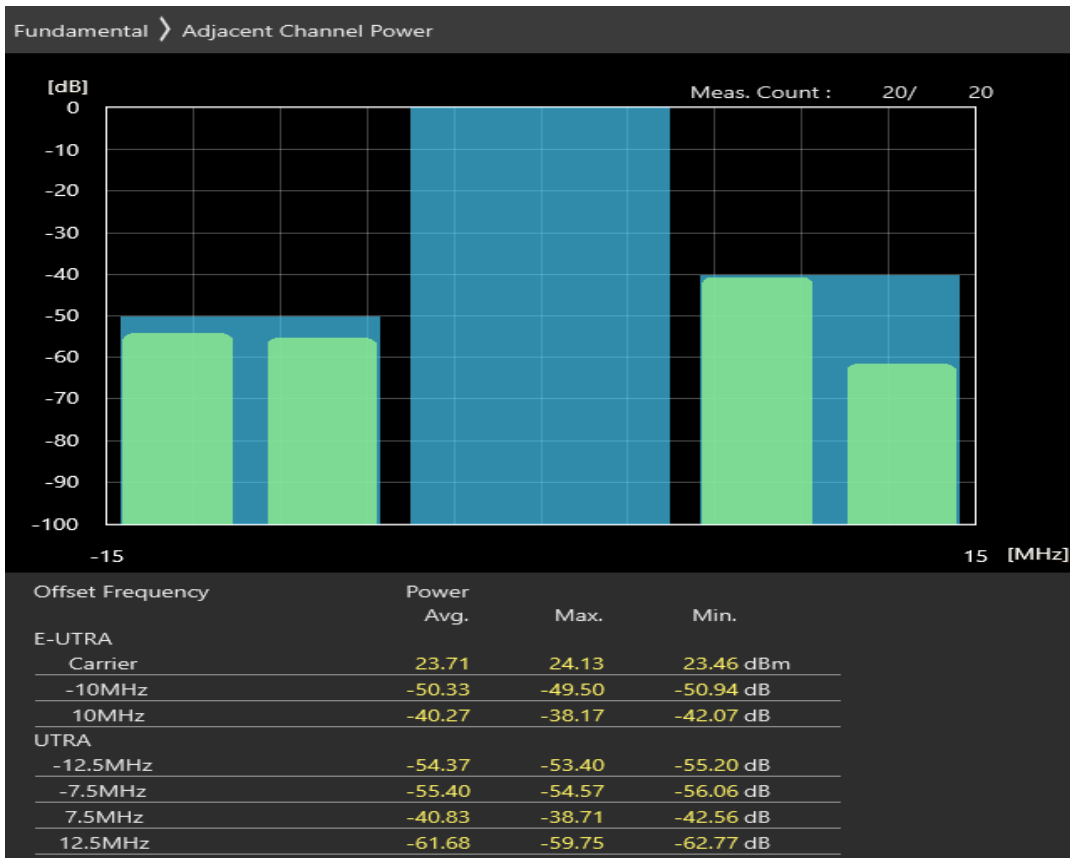 Fundamental 〉 Adjacent Channel Power
[dB]
Meas. Count : 20/ 20
0
-10
-20
-30
-40
-50
-60
-70
-80
-90
-100
-15 15 [MHz]
Offset Frequency Power
Avg. Max. Min.
E-UTRA
Carrier 23.71 24.13 23.46 dBm
-10MHz -50.33 -49.50 -50.94 dB
10MHz -40.27 -38.17 -42.07 dB
UTRA
-12.5MHz -54.37 -53.40 -55.20 dB
-7.5MHz -55.40 -54.57 -56.06 dB
7.5MHz -40.83 -38.71 -42.56 dB
12.5MHz -61.68 -59.75 -62.77 dB